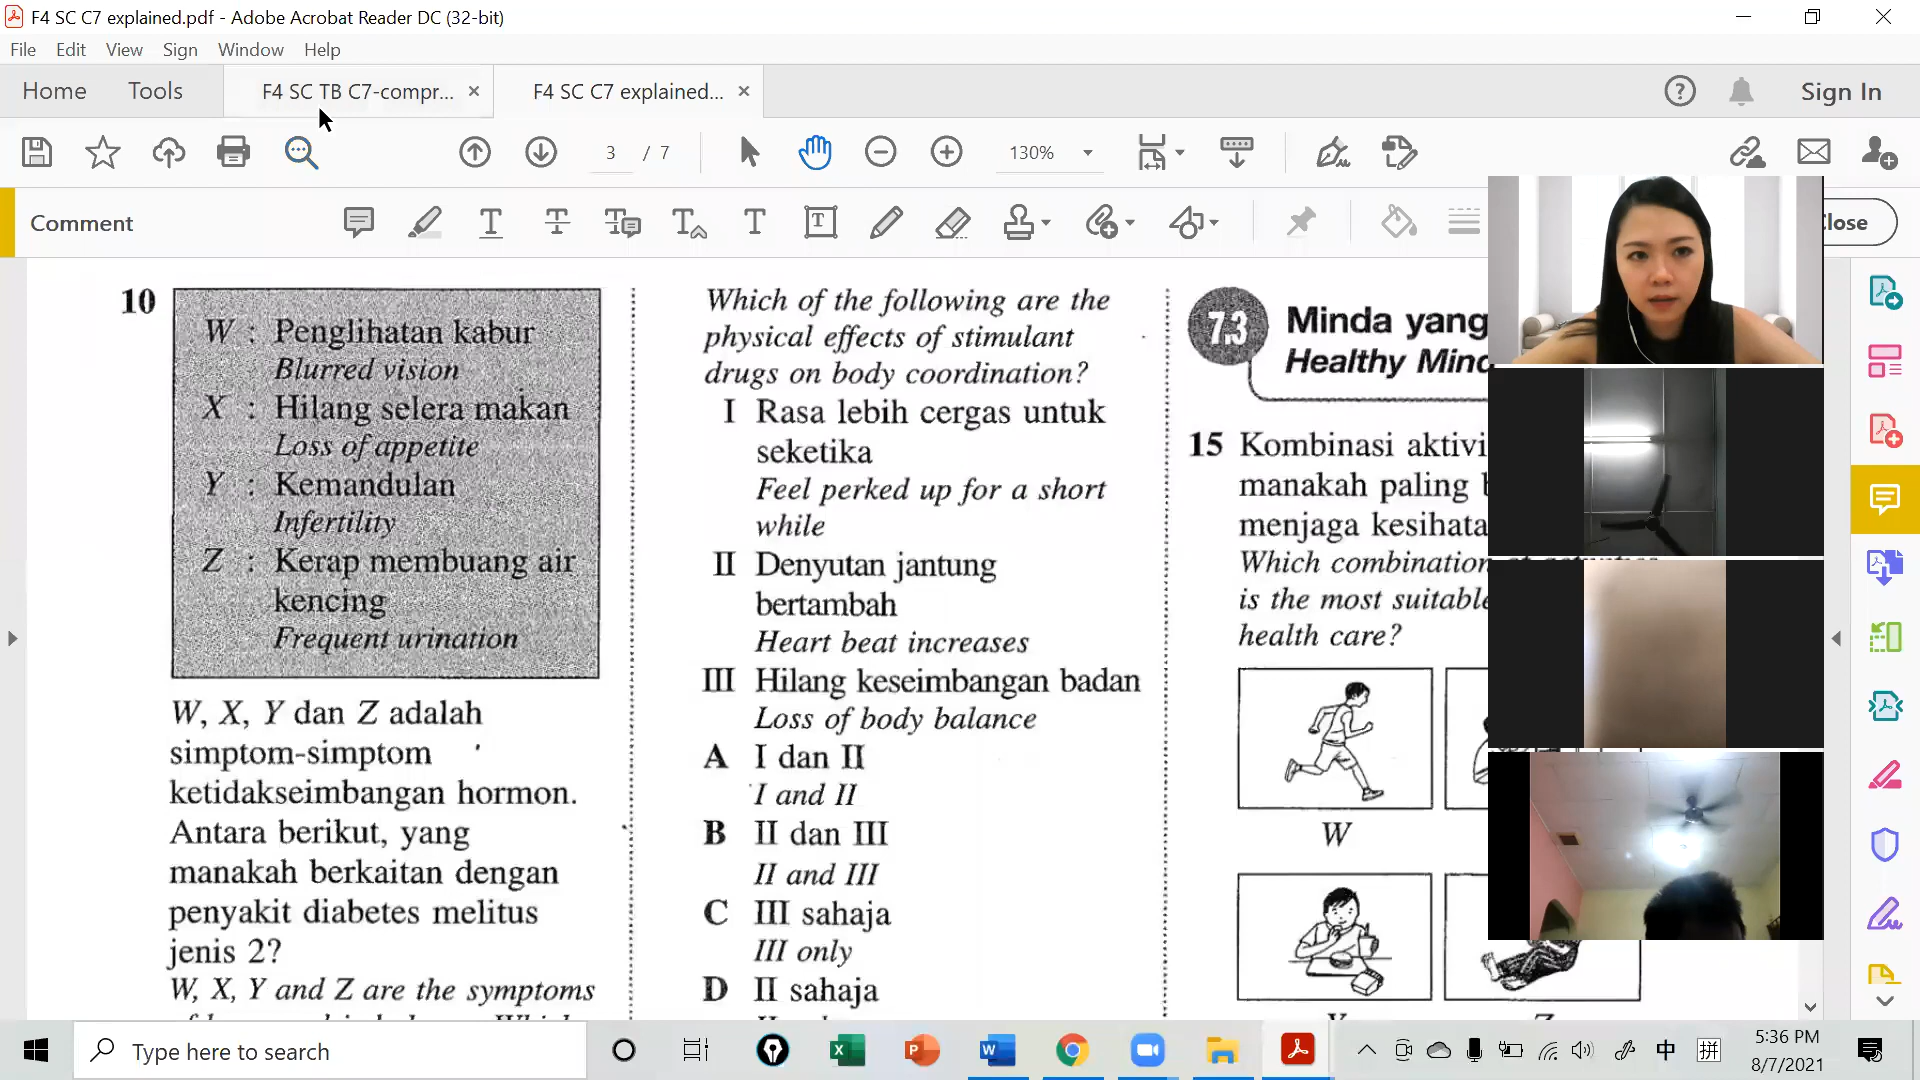 F4 SC C7 explained.pdf - Adobe Acrobat Reader DC (32-bit)
File Edit View Sign Window Help
Home Tools F4 SC TB C7-compr... × F4 SC C7 explained... × Sign In
3 / 7 130%
Comment
lose
10
W : Penglihatan kabur
Blurred vision
X : Hilang selera makan
Loss of appetite
Y : Kemandulan
Infertility
Z : Kerap membuang air
kencing
Frequent urination
W, X, Y dan Z adalah
simptom-simptom
ketidakseimbangan hormon.
Antara berikut, yang
manakah berkaitan dengan
penyakit diabetes melitus
jenis 2?
W, X, Y and Z are the symptoms
Which of the following are the
physical effects of stimulant
drugs on body coordination?
I Rasa lebih cergas untuk
seketika
Feel perked up for a short
while
II Denyutan jantung
bertambah
Heart beat increases
III Hilang keseimbangan badan
Loss of body balance
A I dan II
I and II
B II dan III
II and III
C III sahaja
III only
D II sahaja
7.3 Minda yang
Healthy Mind
15 Kombinasi aktivi
manakah paling
menjaga kesihata
Which combination
is the most suitable
health care?
W
Type here to search
中 拼
5:36 PM
8/7/2021